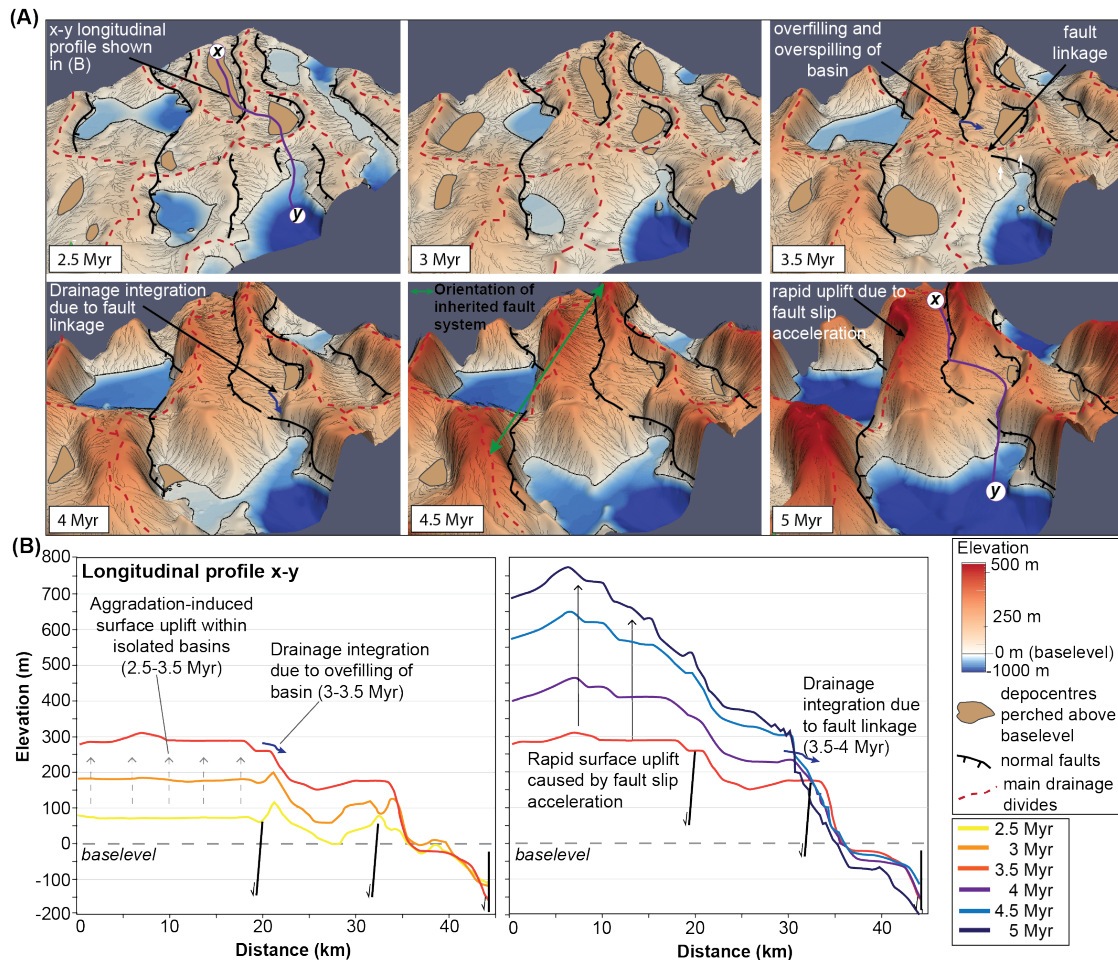 (A)
x-y longitudinal
profile shown
in (B)
x
y
2.5 Myr
3 Myr
overfilling and
overspilling of
basin
fault
linkage
3.5 Myr
Drainage integration
due to fault
linkage
4 Myr
Orientation of
inherited fault
system
4.5 Myr
rapid uplift due to
fault slip
acceleration
x
y
5 Myr
(B)
Longitudinal profile x-y
Aggradation-induced
surface uplift within
isolated basins
(2.5-3.5 Myr)
Drainage integration
due to ovefilling of
basin (3-3.5 Myr)
baselevel
Elevation (m)
800
700
600
500
400
300
200
100
0
-100
-200
0
10
20
30
40
Distance (km)
Drainage
integration due
to fault linkage
(3.5-4 Myr)
Rapid surface uplift
caused by fault slip
acceleration
baselevel
0
10
20
30
40
Distance (km)
Elevation
500 m
250 m
0 m (baselevel)
-1000 m
depocentres
perched above
baselevel
normal faults
main drainage
divides
2.5 Myr
3 Myr
3.5 Myr
4 Myr
4.5 Myr
5 Myr